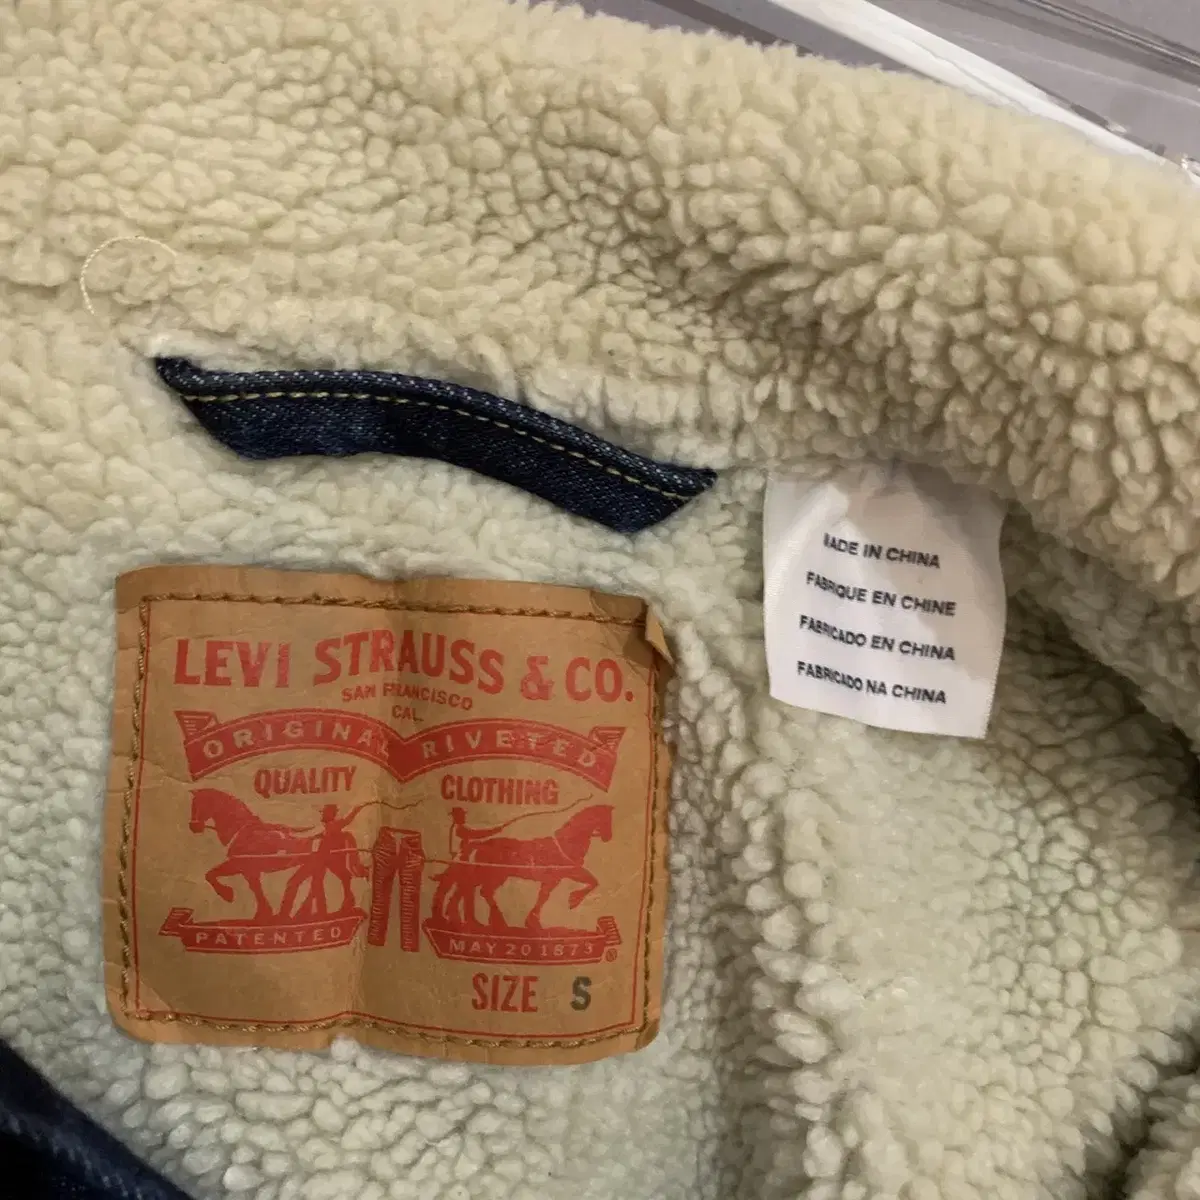 LEVI STRAUSS & CO.
SAN FRANCISCO
CAL
ORIGINAL RIVETED
QUALITY CLOTHING
PATENTED MAY 20 1873 ®
SIZE S
MADE IN CHINA
FABRIQUE EN CHINE
FABRICADO EN CHINA
FABRICADO NA CHINA